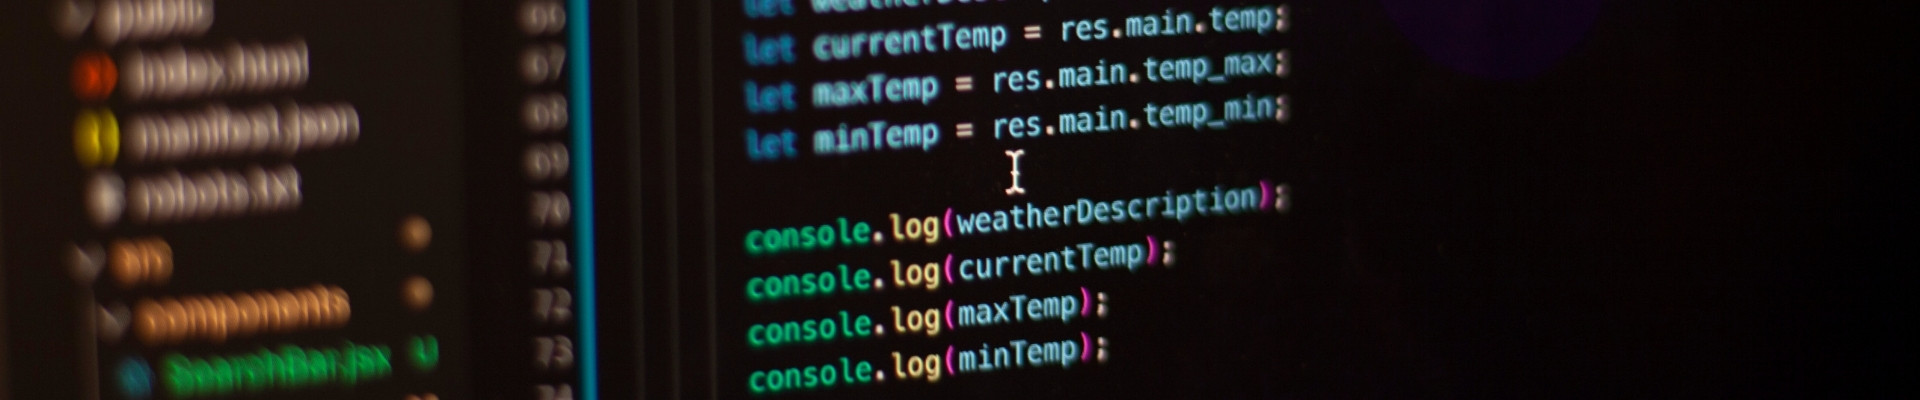 public
index.html
manifest.json
robots.txt
src
components
SearchBar.jsx U
66
67
68
69
70
71
72
73
let currentTemp = res.main.temp;
let maxTemp = res.main.temp_max;
let minTemp = res.main.temp_min;
console.log(weatherDescription);
console.log(currentTemp);
console.log(maxTemp);
console.log(minTemp);